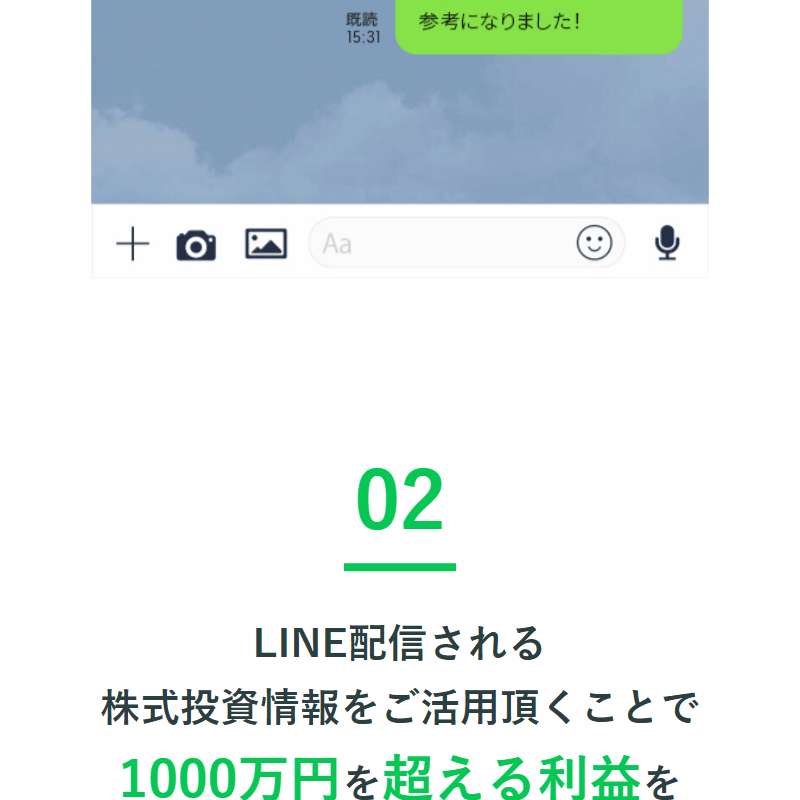 既読
15:31
参考になりました!
Aa
02
LINE配信される
株式投資情報をご活用頂くことで
1000万円を超える利益を